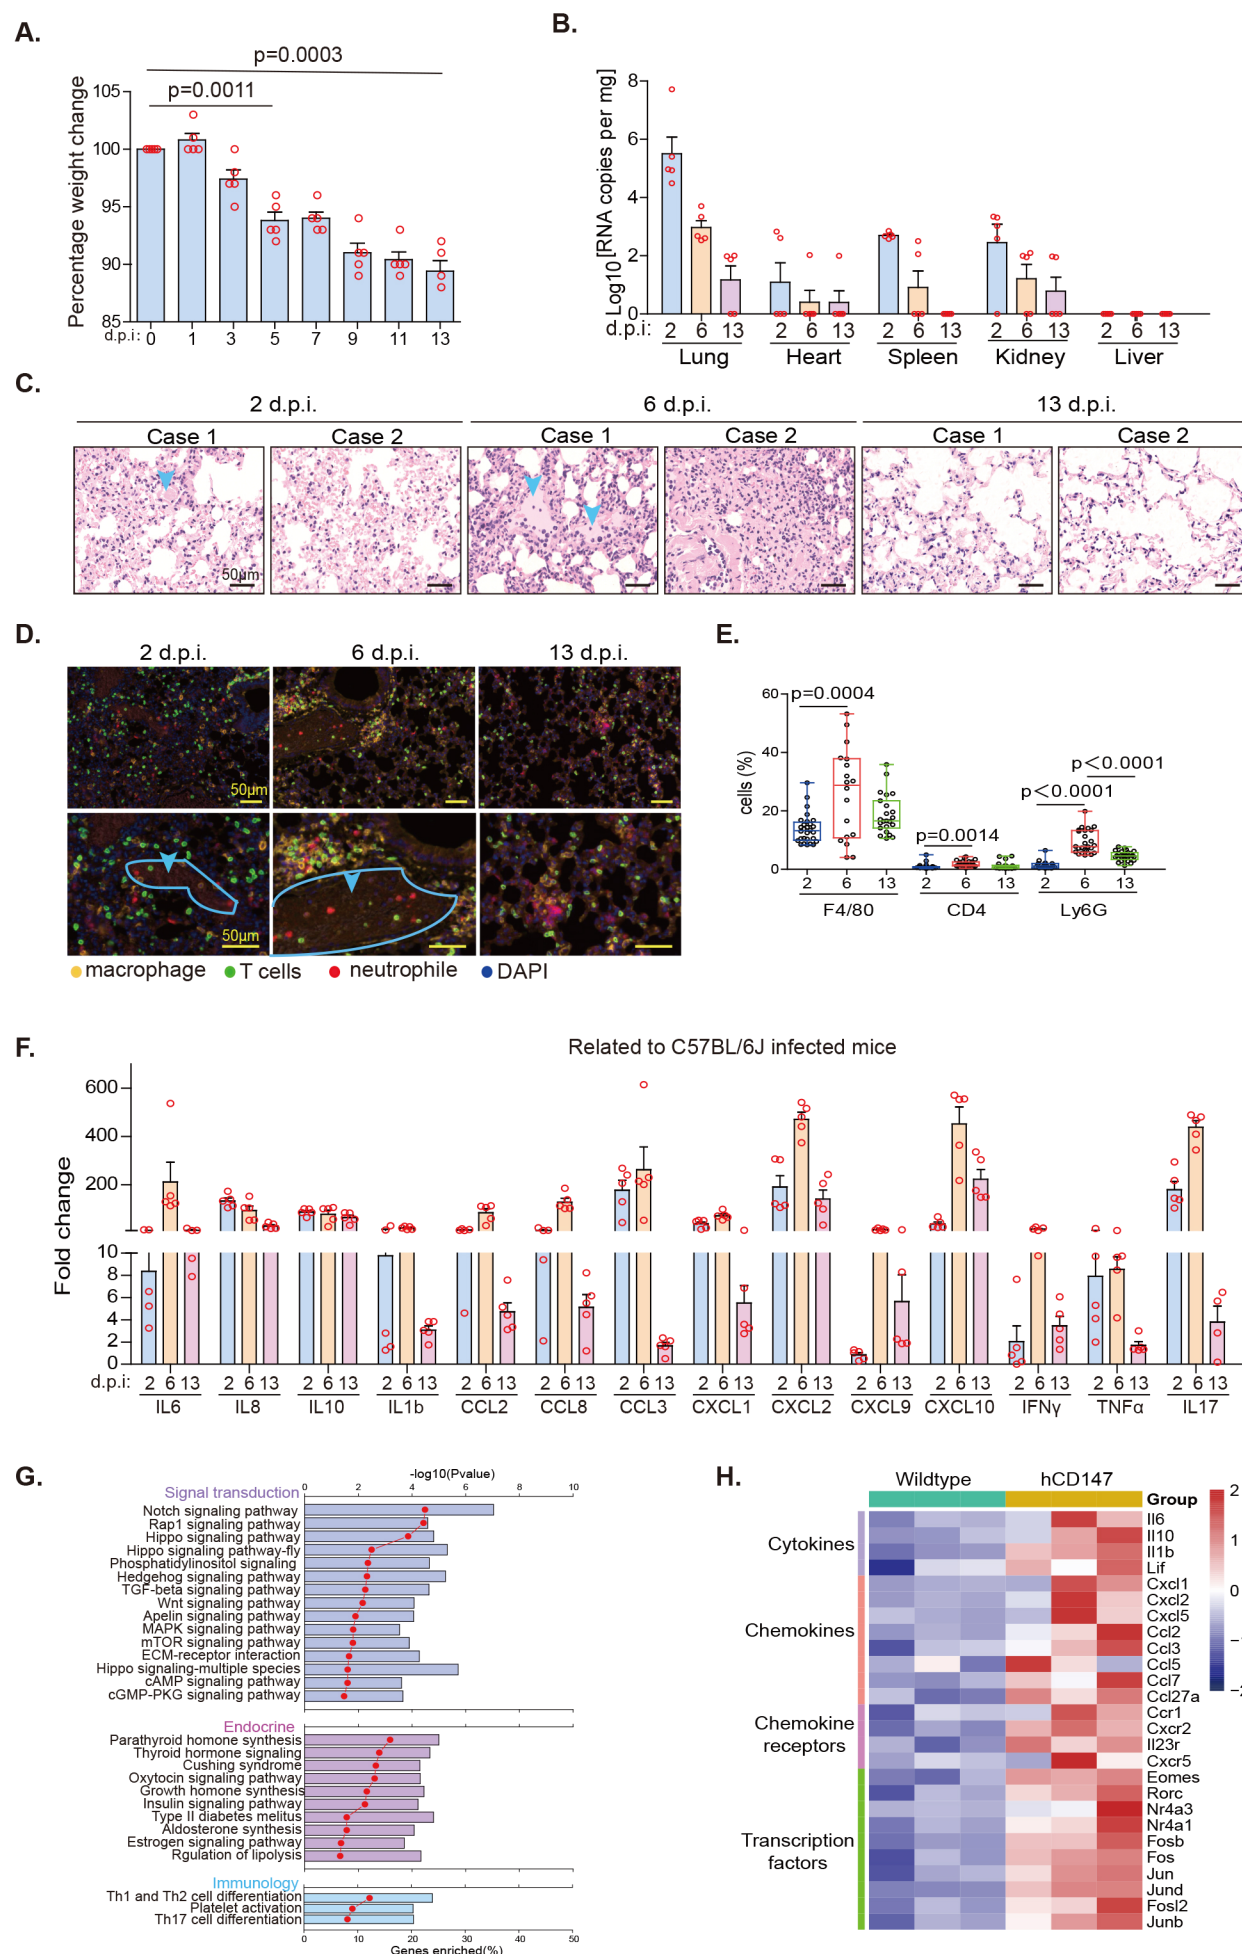 A.
p=0.0003
p=0.0011
Percentage weight change
105
100
95
90
85
d.p.i: 0 1 3 5 7 9 11 13
B.
Log10[RNA copies per mg]
8
6
4
2
0
d.p.i: 2 6 13 2 6 13 2 6 13 2 6 13 2 6 13
Lung Heart Spleen Kidney Liver
C.
2 d.p.i. 6 d.p.i. 13 d.p.i.
Case 1 Case 2 Case 1 Case 2 Case 1 Case 2
50μm
D.
2 d.p.i. 6 d.p.i. 13 d.p.i.
50μm
50μm
macrophage T cells neutrophile DAPI
E.
cells (%)
60
40
20
0
p=0.0004
p=0.0014
p<0.0001
p<0.0001
2 6 13 2 6 13 2 6 13
F4/80 CD4 Ly6G
F.
Related to C57BL/6J infected mice
Fold change
600
400
200
10
8
6
4
2
0
d.p.i: 2 6 13 2 6 13 2 6 13 2 6 13 2 6 13 2 6 13 2 6 13 2 6 13 2 6 13 2 6 13 2 6 13 2 6 13 2 6 13 2 6 13
IL6 IL8 IL10 IL1b CCL2 CCL8 CCL3 CXCL1 CXCL2 CXCL9 CXCL10 IFNγ TNFα IL17
G.
-log10(Pvalue)
0 2 4 6 8 10
Signal transduction
Notch signaling pathway
Rap1 signaling pathway
Hippo signaling pathway
Hippo signaling pathway-fly
Phosphatidylinositol signaling
Hedgehog signaling pathway
TGF-beta signaling pathway
Wnt signaling pathway
Apelin signaling pathway
MAPK signaling pathway
mTOR signaling pathway
ECM-receptor interaction
Hippo signaling-multiple species
cAMP signaling pathway
cGMP-PKG signaling pathway
Endocrine
Parathyroid homone synthesis
Thyroid hormone signaling
Cushing syndrome
Oxytocin signaling pathway
Growth homone synthesis
Insulin signaling pathway
Type II diabetes melitus
Aldosterone synthesis
Estrogen signaling pathway
Rgulation of lipolysis
Immunology
Th1 and Th2 cell differentiation
Platelet activation
Th17 cell differentiation
0 10 20 30 40 50
Genes enriched(%)
H.
Wildtype hCD147
Group
2
1
0
−1
−2
Cytokines
Chemokines
Chemokine
receptors
Transcription
factors
Il6
Il10
Il1b
Lif
Cxcl1
Cxcl2
Cxcl5
Ccl2
Ccl3
Ccl5
Ccl7
Ccl27a
Ccr1
Cxcr2
Il23r
Cxcr5
Eomes
Rorc
Nr4a3
Nr4a1
Fosb
Fos
Jun
Jund
Fosl2
Junb